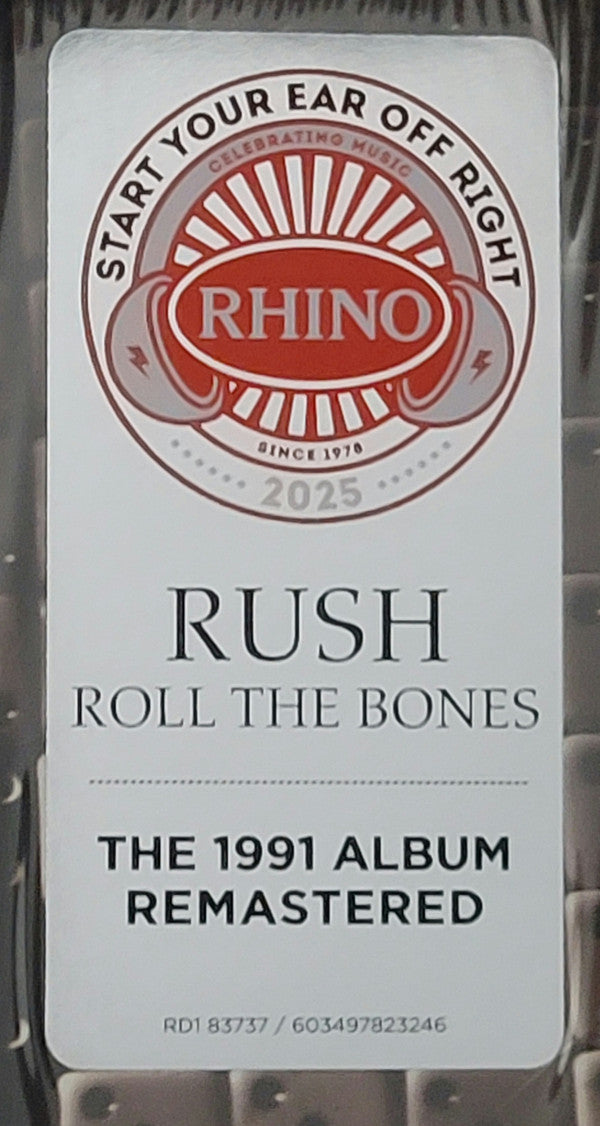 START YOUR EAR OFF RIGHT
CELEBRATING MUSIC
RHINO
SINCE 1978
2025
RUSH
ROLL THE BONES
THE 1991 ALBUM
REMASTERED
RD1 83737 / 603497823246